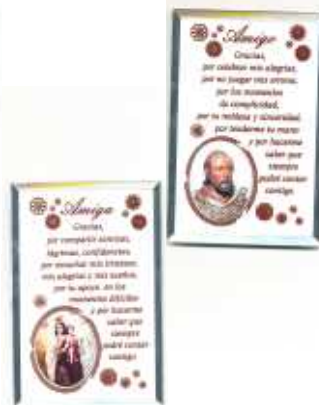 Amigo
Gracias,
por celebrar mis alegrías,
por no juzgar mis errores,
por los momentos
de complicidad,
por tu nobleza y sinceridad,
por tenderme tu mano
y por hacerme
saber que
siempre
podré contar
contigo.
Amiga
Gracias,
por compartir sonrisas,
lágrimas, confidencias,
por escuchar mis tristezas,
mis alegrías y mis sueños,
por tu apoyo en los
momentos difíciles
y por hacerme
saber que
siempre
podré contar
contigo